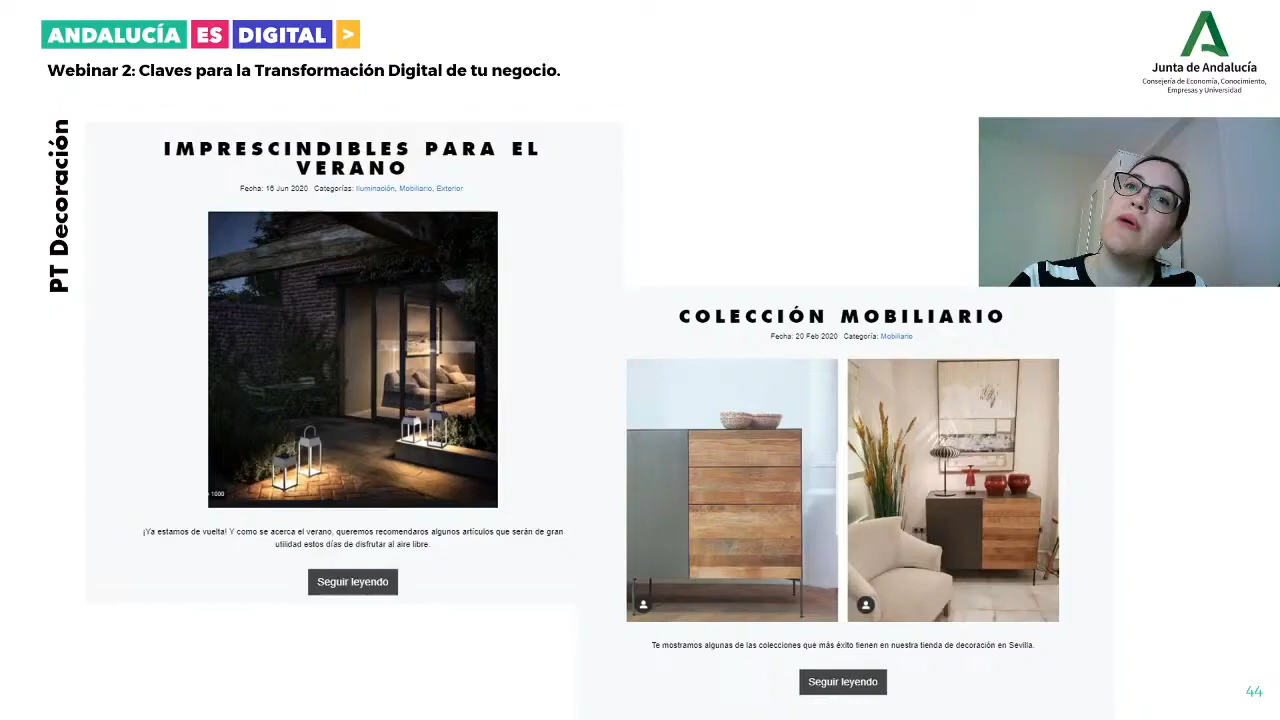 ANDALUCÍA ES DIGITAL >
Webinar 2: Claves para la Transformación Digital de tu negocio.
Junta de Andalucía
Consejería de Economía, Conocimiento,
Empresas y Universidad
PT Decoración
IMPRESCINDIBLES PARA EL
VERANO
Fecha: 16 Jun 2020 Categorías: Iluminación, Mobiliario, Exterior
1000
¡Ya estamos de vuelta! Y como se acerca el verano, queremos recomendaros algunos artículos que serán de gran
utilidad estos días de disfrutar al aire libre.
Seguir leyendo
COLECCIÓN MOBILIARIO
Fecha: 20 Feb 2020 Categoría: Mobiliario
Te mostramos algunas de las colecciones que más éxito tienen en nuestra tienda de decoración en Sevilla.
Seguir leyendo
44